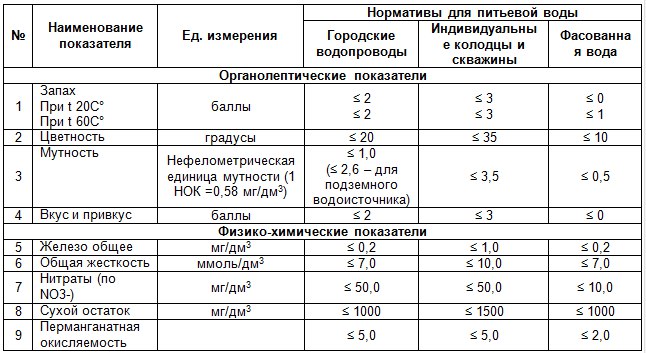 № Наименование показателя Ед. измерения Нормативы для питьевой воды
Городские водопроводы Индивидуальны е колодцы и скважины Фасованна я вода
Органолептические показатели
1 Запах баллы
При t 20С° ≤ 2 ≤ 3 ≤ 0
При t 60С° ≤ 2 ≤ 3 ≤ 1
2 Цветность градусы ≤ 20 ≤ 35 ≤ 10
3 Мутность Нефелометрическая единица мутности (1 НОК =0,58 мг/дм³) ≤ 1,0 (≤ 2,6 – для подземного водоисточника) ≤ 3,5 ≤ 0,5
4 Вкус и привкус баллы ≤ 2 ≤ 3 ≤ 0
Физико-химические показатели
5 Железо общее мг/дм³ ≤ 0,2 ≤ 1,0 ≤ 0,2
6 Общая жесткость ммоль/дм³ ≤ 7,0 ≤ 10,0 ≤ 7,0
7 Нитраты (по NO3-) мг/дм³ ≤ 50,0 ≤ 50,0 ≤ 10,0
8 Сухой остаток мг/дм³ ≤ 1000 ≤ 1500 ≤ 1000
9 Перманганатная окисляемость ≤ 5,0 ≤ 5,0 ≤ 2,0